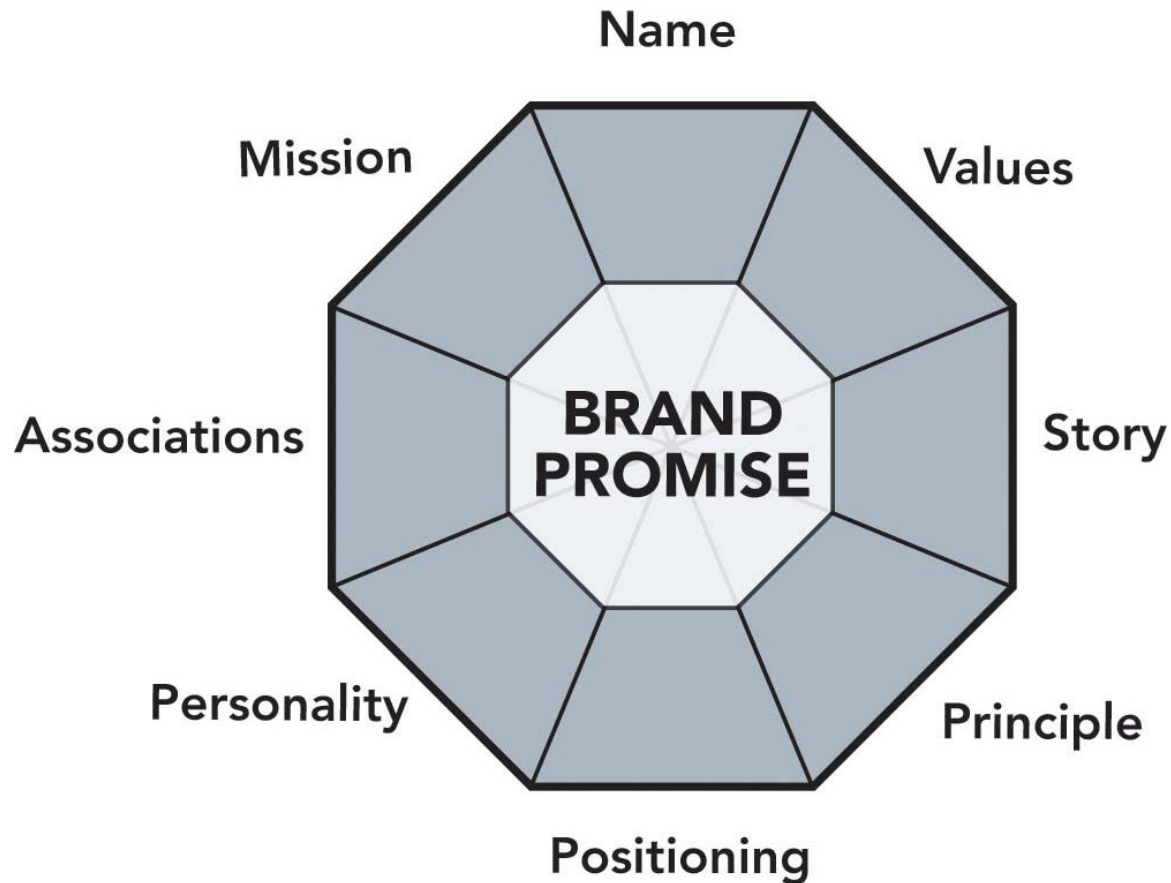 Name
Mission
Values
BRAND
PROMISE
Associations
Story
Personality
Principle
Positioning